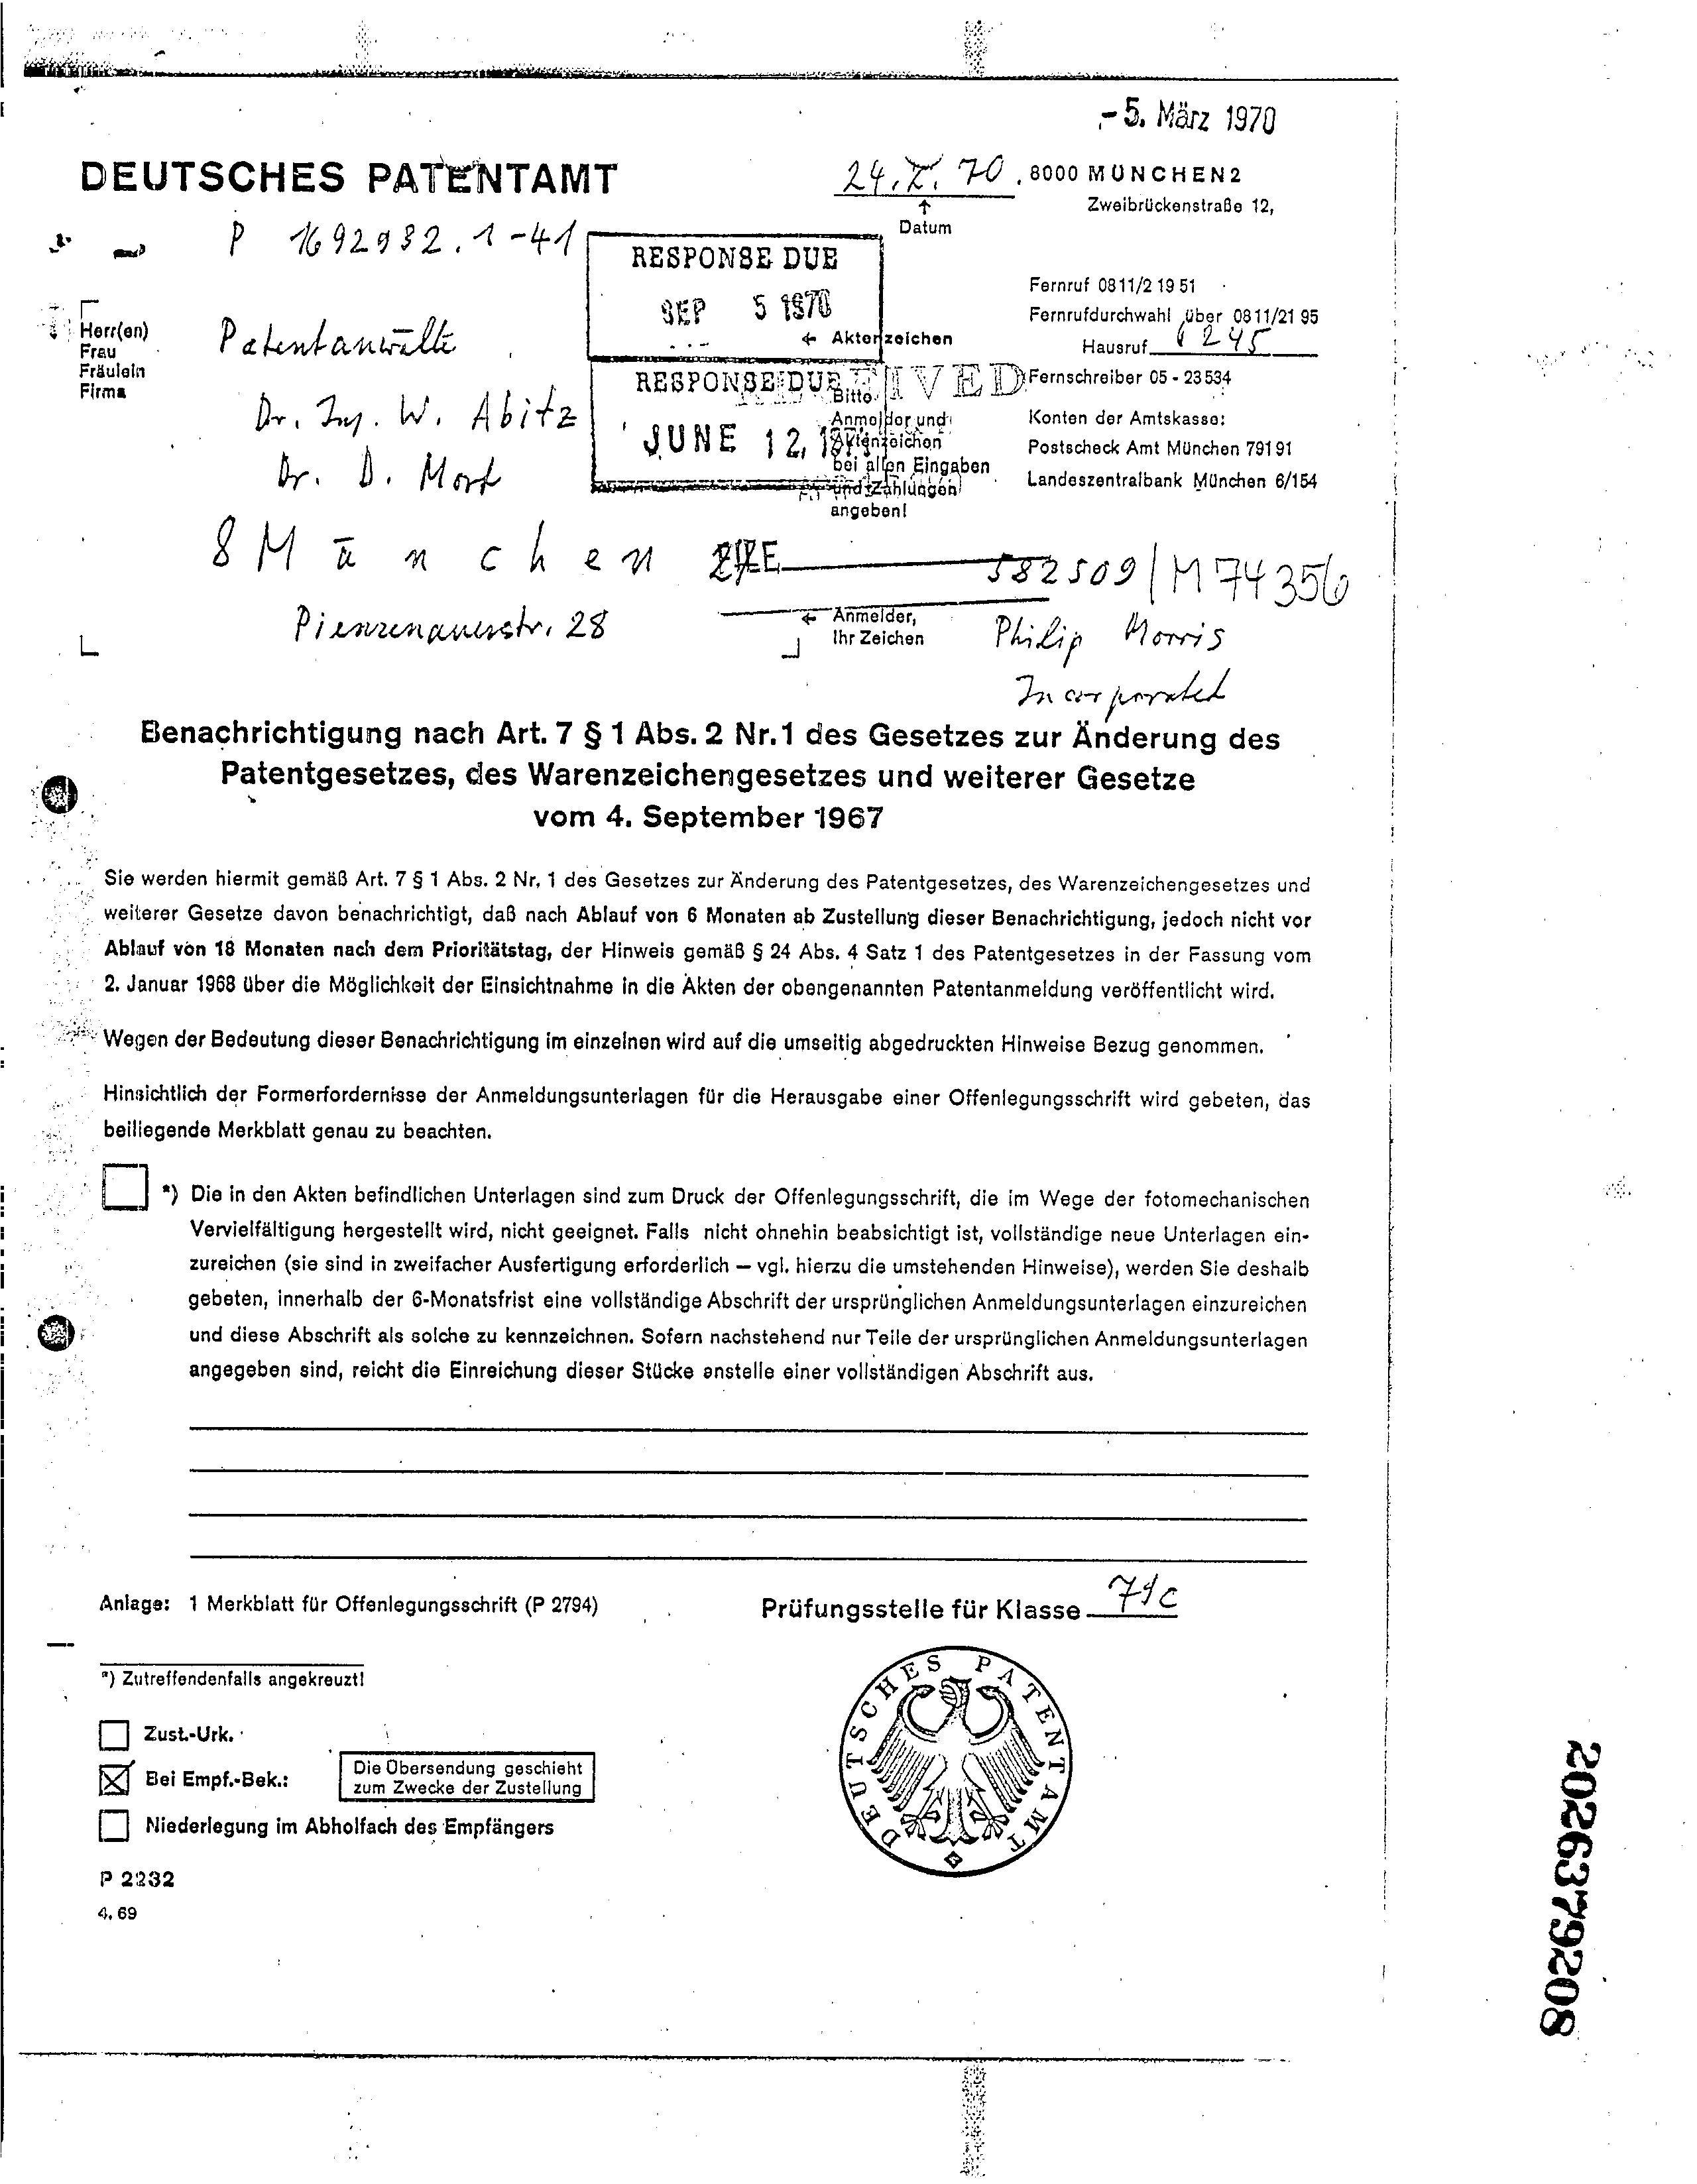 -5. März 1970
DEUTSCHES PATENTAMT
24. I. 70
8000 MÜNCHEN 2
Zweibrückenstraße 12,
↑
Datum
P 1692932.1-41
RESPONSE DUE
SEP 5 1970
← Aktenzeichen
Fernruf 0811/2 19 51
Fernrufdurchwahl über 0811/21 95
Hausruf 245
Herr(en)
Frau
Fräulein
Firma
Patentanwälte
Dr. Ing. W. Abitz
Dr. D. Morf
8 München
Pienzenauerstr. 28
RESPONSE DUE
JUNE 12,
Bitte
Anmelder und
Aktenzeichen
bei allen Eingaben
und Zahlungen
angeben!
Fernschreiber 05 - 23 534
Konten der Amtskasse:
Postscheck Amt München 791 91
Landeszentralbank München 6/154
582509/M74356
← Anmelder,
Ihr Zeichen
Philip Morris
Incorporated
Benachrichtigung nach Art. 7 § 1 Abs. 2 Nr. 1 des Gesetzes zur Änderung des
Patentgesetzes, des Warenzeichengesetzes und weiterer Gesetze
vom 4. September 1967
Sie werden hiermit gemäß Art. 7 § 1 Abs. 2 Nr. 1 des Gesetzes zur Änderung des Patentgesetzes, des Warenzeichengesetzes und
weiterer Gesetze davon benachrichtigt, daß nach Ablauf von 6 Monaten ab Zustellung dieser Benachrichtigung, jedoch nicht vor
Ablauf von 18 Monaten nach dem Prioritätstag, der Hinweis gemäß § 24 Abs. 4 Satz 1 des Patentgesetzes in der Fassung vom
2. Januar 1968 über die Möglichkeit der Einsichtnahme in die Akten der obengenannten Patentanmeldung veröffentlicht wird.
Wegen der Bedeutung dieser Benachrichtigung im einzelnen wird auf die umseitig abgedruckten Hinweise Bezug genommen.
Hinsichtlich der Formerfordernisse der Anmeldungsunterlagen für die Herausgabe einer Offenlegungsschrift wird gebeten, das
beiliegende Merkblatt genau zu beachten.
*) Die in den Akten befindlichen Unterlagen sind zum Druck der Offenlegungsschrift, die im Wege der fotomechanischen
Vervielfältigung hergestellt wird, nicht geeignet. Falls nicht ohnehin beabsichtigt ist, vollständige neue Unterlagen ein-
zureichen (sie sind in zweifacher Ausfertigung erforderlich — vgl. hierzu die umstehenden Hinweise), werden Sie deshalb
gebeten, innerhalb der 6-Monatsfrist eine vollständige Abschrift der ursprünglichen Anmeldungsunterlagen einzureichen
und diese Abschrift als solche zu kennzeichnen. Sofern nachstehend nur Teile der ursprünglichen Anmeldungsunterlagen
angegeben sind, reicht die Einreichung dieser Stücke anstelle einer vollständigen Abschrift aus.
Anlage: 1 Merkblatt für Offenlegungsschrift (P 2794)
Prüfungsstelle für Klasse 79c
*) Zutreffendenfalls angekreuzt!
Zust.-Urk.
Bei Empf.-Bek.:
Die Übersendung geschieht
zum Zwecke der Zustellung
Niederlegung im Abholfach des Empfängers
DEUTSCHES PATENTAMT
P 2232
4. 69
2026379208